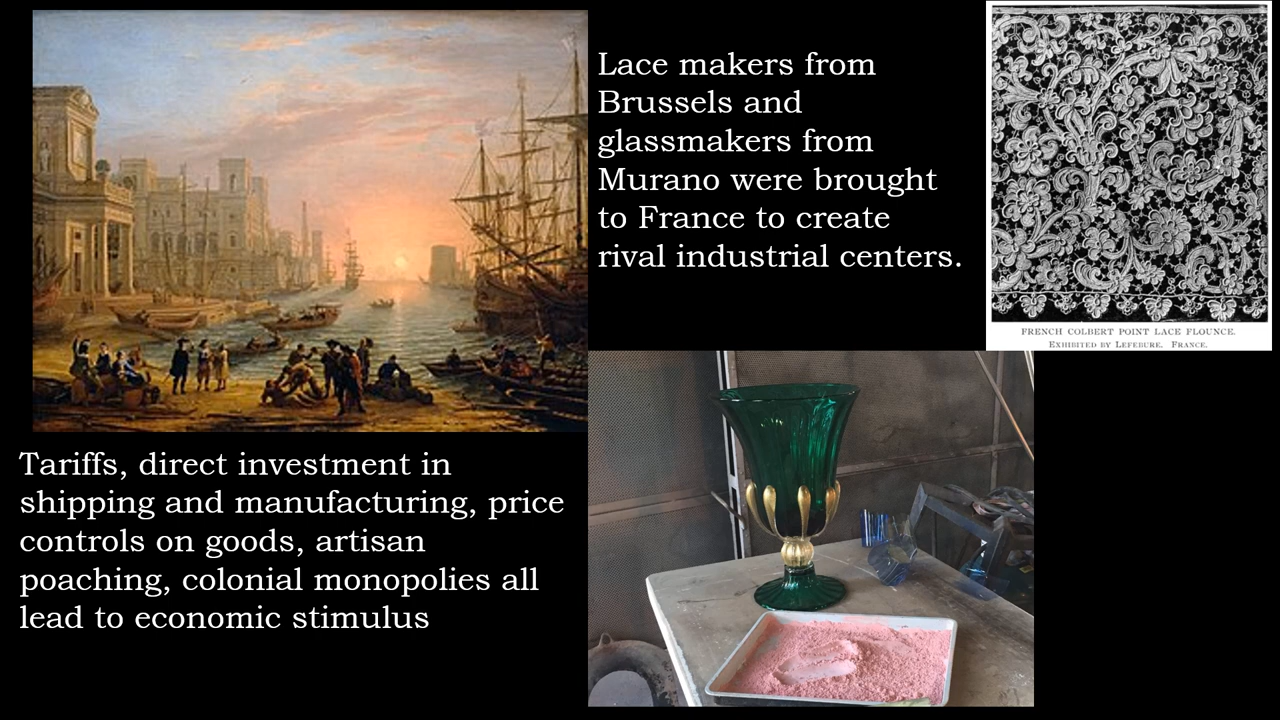 Lace makers from
Brussels and
glassmakers from
Murano were brought
to France to create
rival industrial centers.
FRENCH COLBERT POINT LACE FLOUNCE.
EXHIBITED BY LEFEBURE. FRANCE.
Tariffs, direct investment in
shipping and manufacturing, price
controls on goods, artisan
poaching, colonial monopolies all
lead to economic stimulus